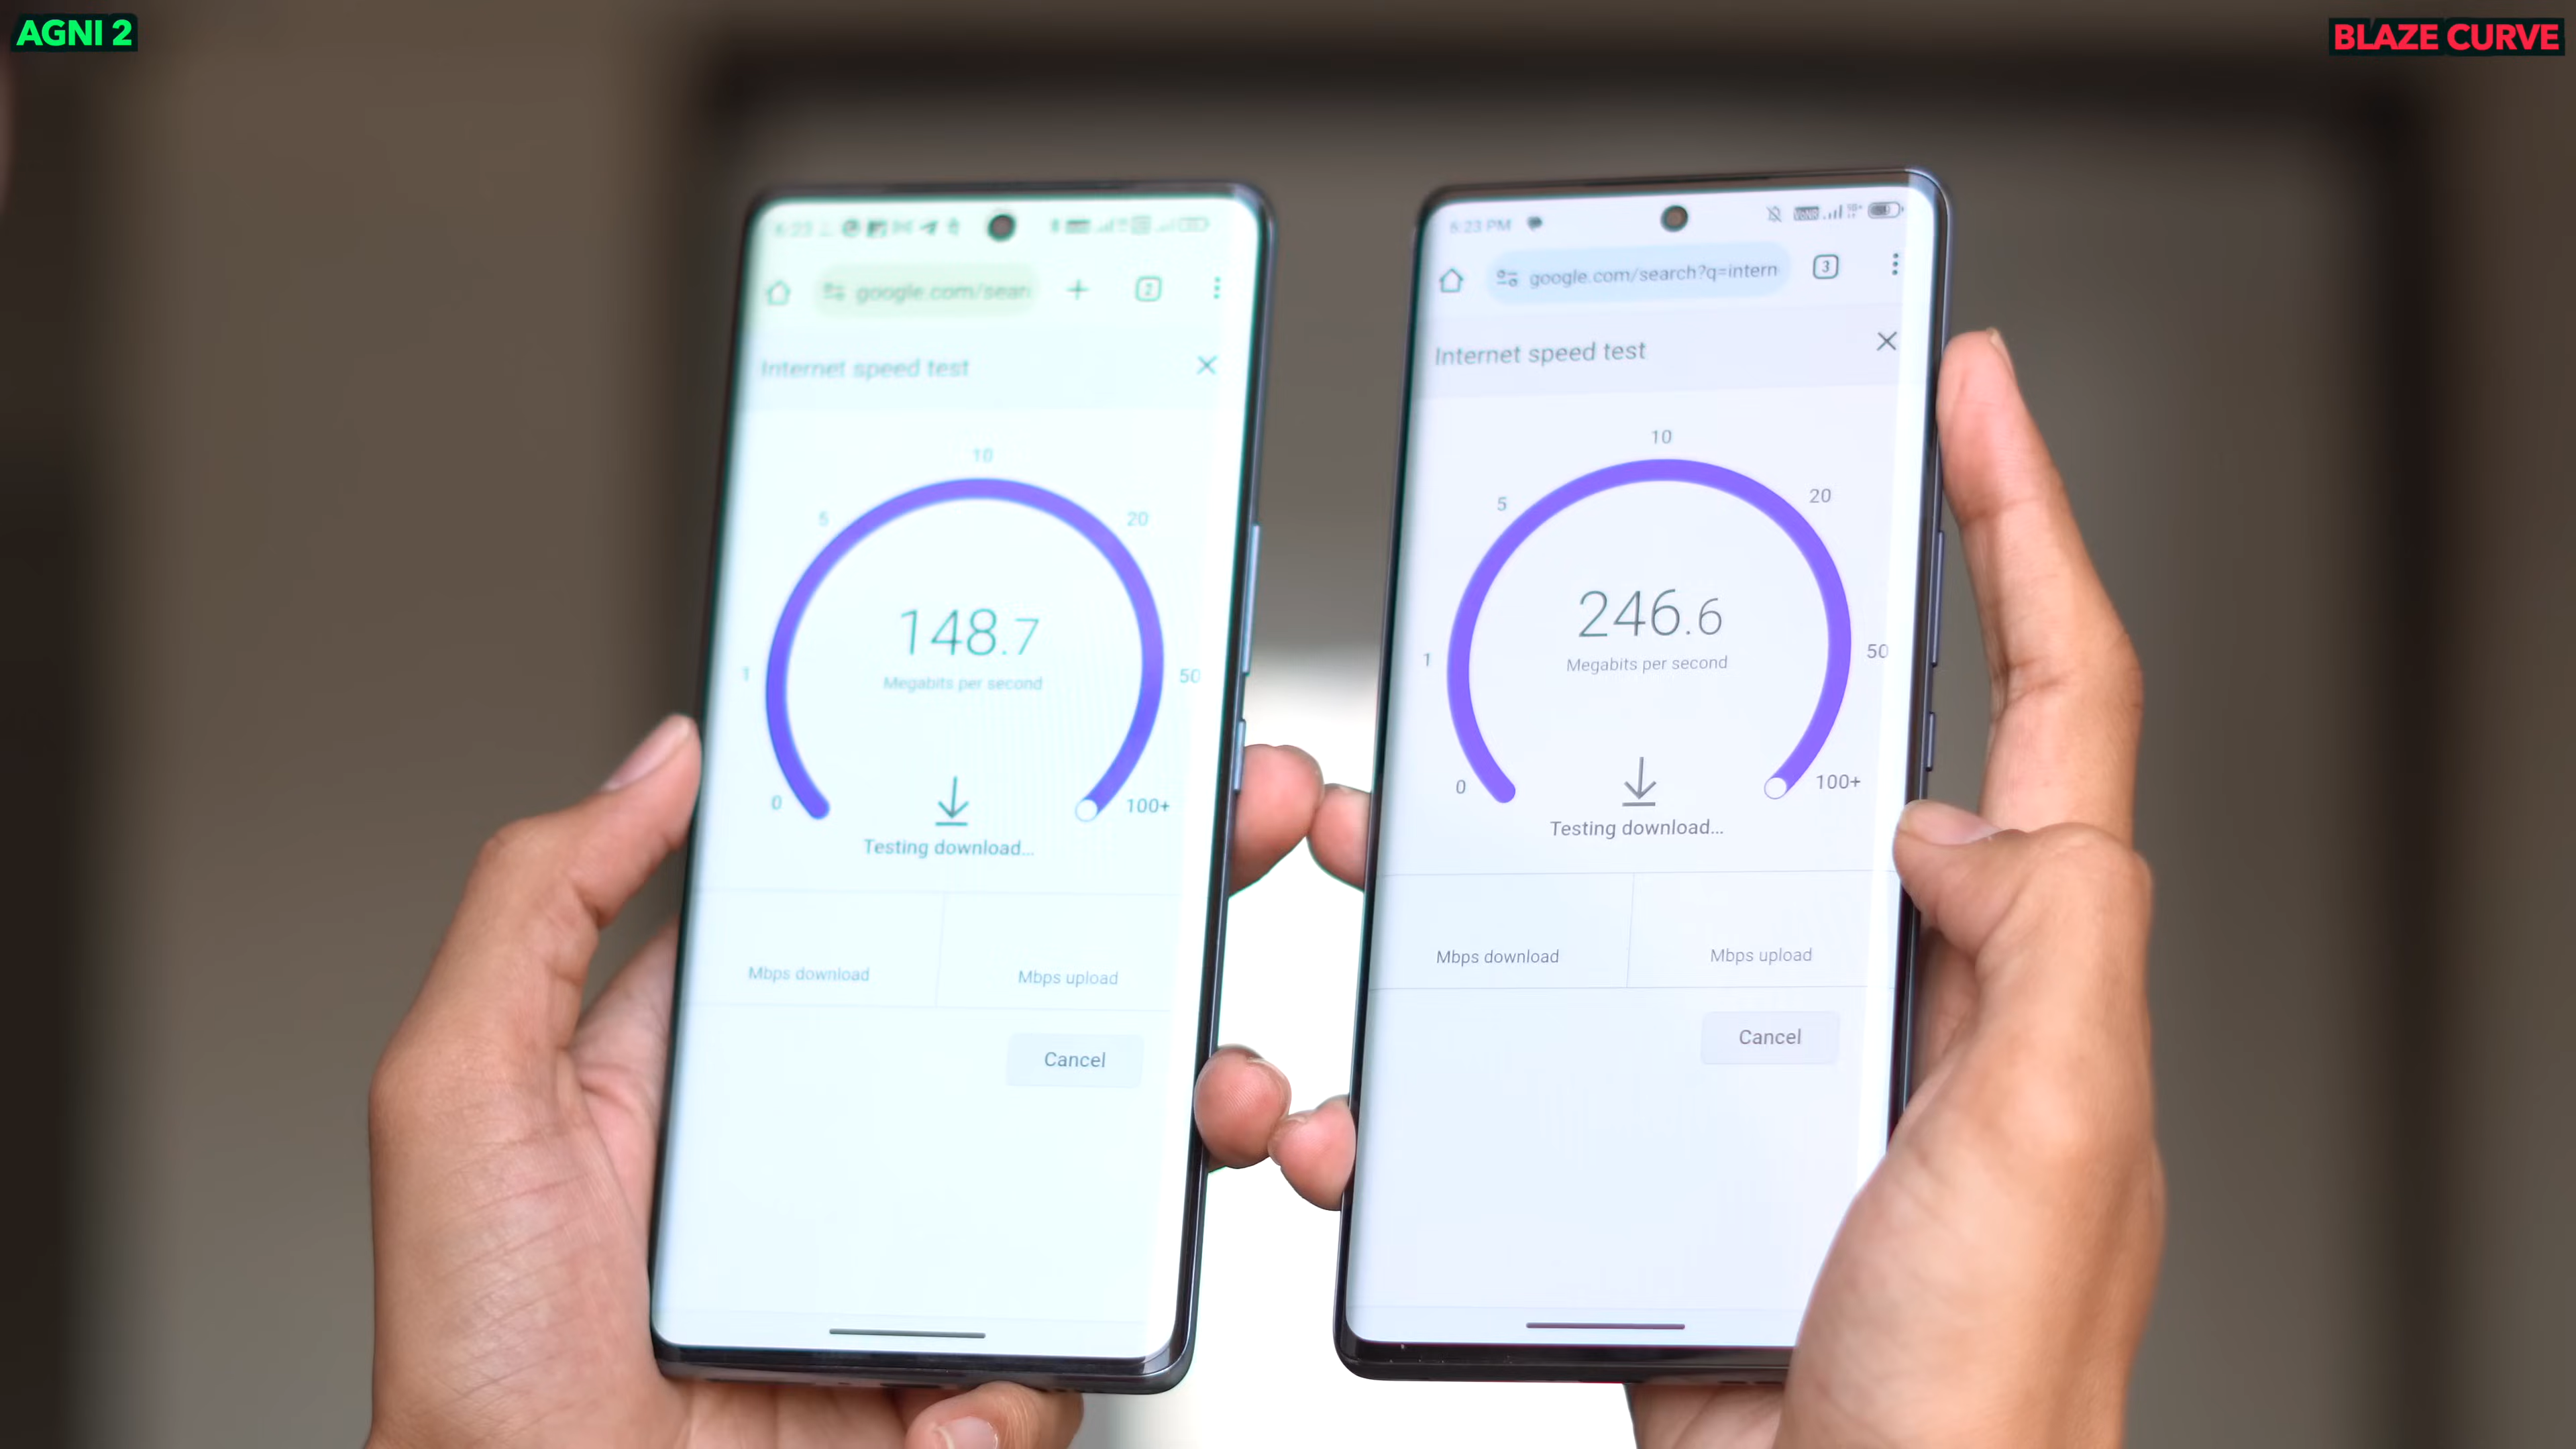 AGNI 2
BLAZE CURVE
6:23
google.com/sear
2
Internet speed test
10
5
20
148.7
1
Megabits per second
50
0
100+
Testing download...
Mbps download
Mbps upload
Cancel
6:23 PM
google.com/search?q=intern
3
Internet speed test
10
5
20
246.6
1
Megabits per second
50
0
100+
Testing download...
Mbps download
Mbps upload
Cancel